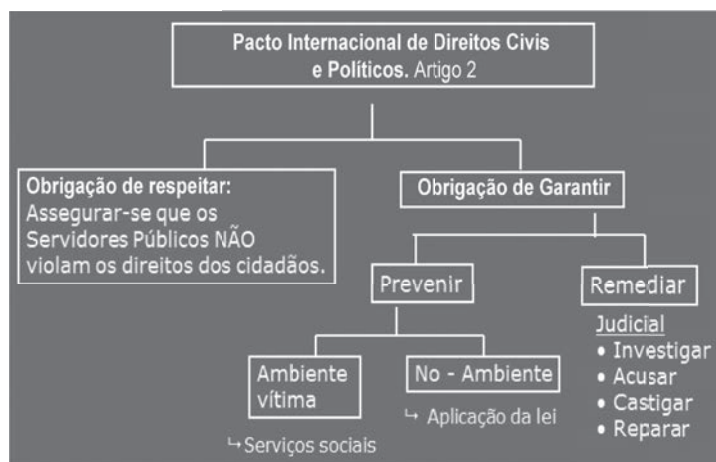 Pacto Internacional de Direitos Civis
e Políticos. Artigo 2
Obrigação de respeitar:
Assegurar-se que os
Servidores Públicos NÃO
violam os direitos dos cidadãos.
Obrigação de Garantir
Prevenir
Remediar
Judicial
• Investigar
• Acusar
• Castigar
• Reparar
Ambiente
vítima
↳ Serviços sociais
No - Ambiente
↳ Aplicação da lei